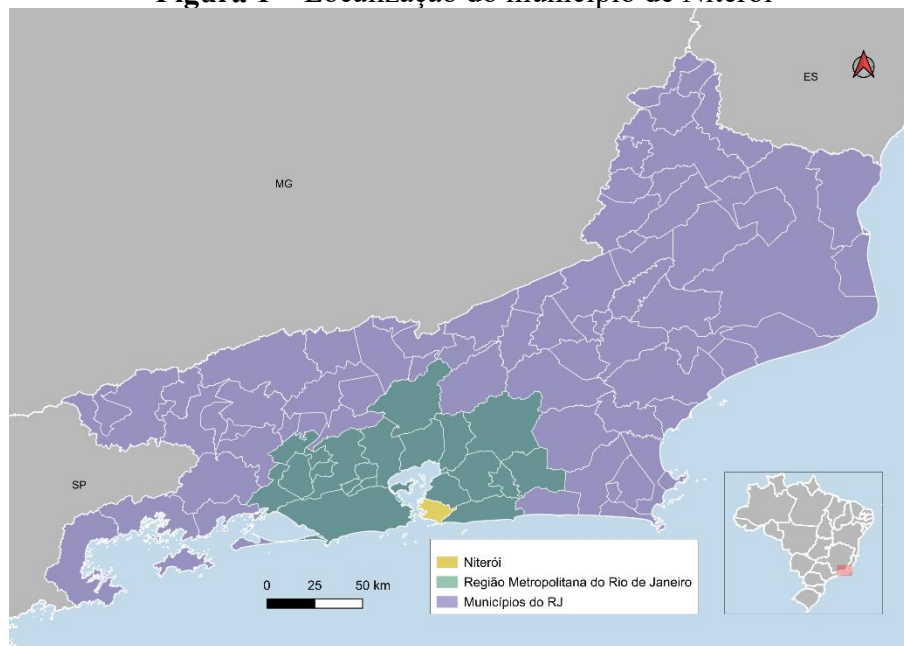 Figura 1 – Localização do município de Niterói
ES
MG
SP
Niterói
Região Metropolitana do Rio de Janeiro
Municípios do RJ
0 25 50 km